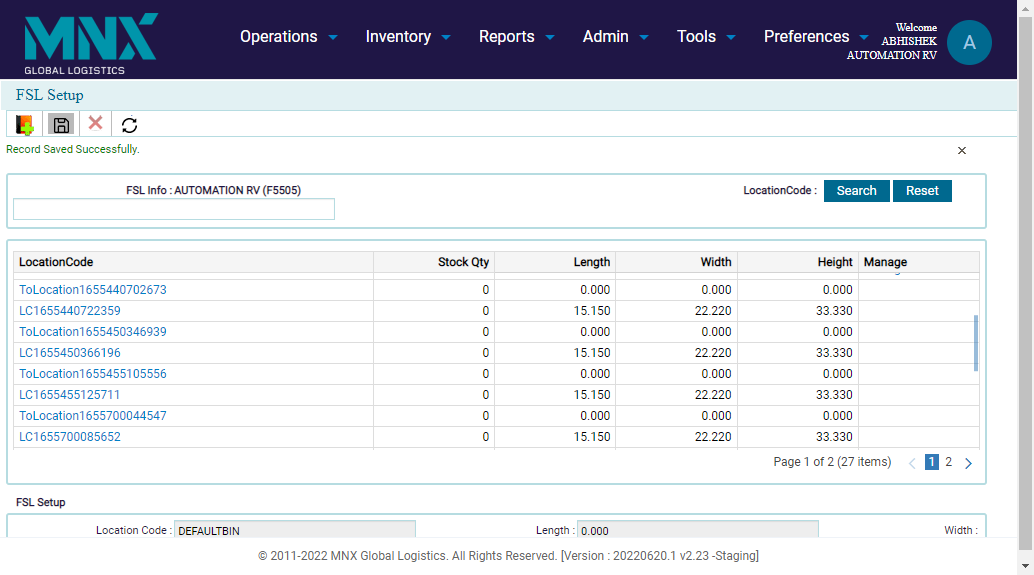 MNX
GLOBAL LOGISTICS
Operations Inventory Reports Admin Tools Preferences
Welcome
ABHISHEK
AUTOMATION RV
A
FSL Setup
Record Saved Successfully.
FSL Info : AUTOMATION RV (F5505) LocationCode : Search Reset
LocationCode Stock Qty Length Width Height Manage
ToLocation1655440702673 0 0.000 0.000 0.000
LC1655440722359 0 15.150 22.220 33.330
ToLocation1655450346939 0 0.000 0.000 0.000
LC1655450366196 0 15.150 22.220 33.330
ToLocation1655455105556 0 0.000 0.000 0.000
LC1655455125711 0 15.150 22.220 33.330
ToLocation1655700044547 0 0.000 0.000 0.000
LC1655700085652 0 15.150 22.220 33.330
Page 1 of 2 (27 items) 1 2
FSL Setup
Location Code : DEFAULTBIN Length : 0.000 Width :
© 2011-2022 MNX Global Logistics. All Rights Reserved. [Version : 20220620.1 v2.23 -Staging]